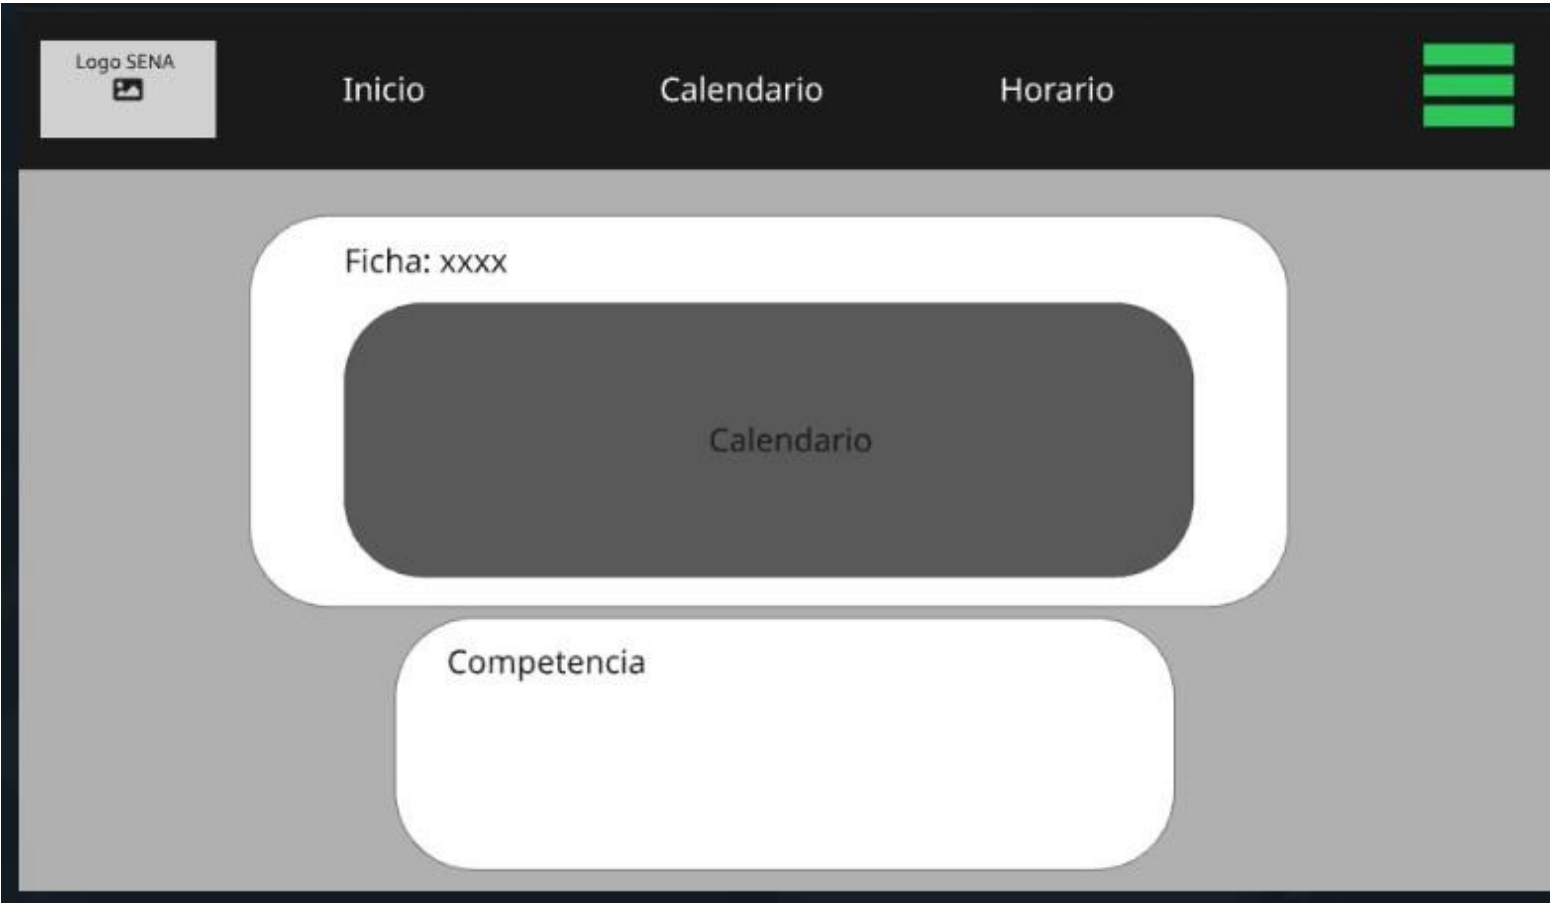 Logo SENA
Inicio Calendario Horario
Ficha: xxxx
Calendario
Competencia